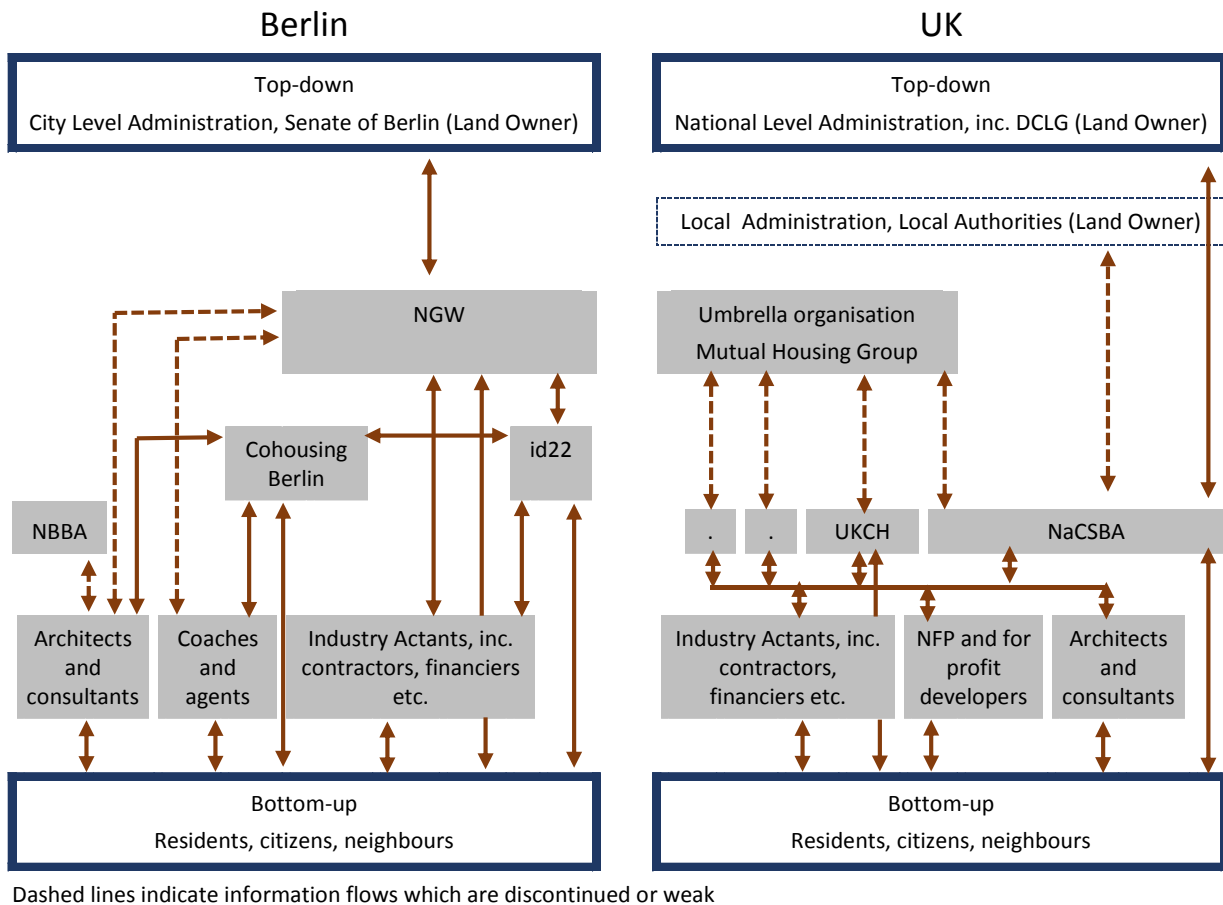 Berlin
Top-down
City Level Administration, Senate of Berlin (Land Owner)
NGW
Cohousing
Berlin
id22
NBBA
Architects
and
consultants
Coaches
and
agents
Industry Actants, inc.
contractors, financiers
etc.
Bottom-up
Residents, citizens, neighbours
UK
Top-down
National Level Administration, inc. DCLG (Land Owner)
Local Administration, Local Authorities (Land Owner)
Umbrella organisation
Mutual Housing Group
.
.
UKCH
NaCSBA
Industry Actants, inc.
contractors,
financiers etc.
NFP and for
profit
developers
Architects
and
consultants
Bottom-up
Residents, citizens, neighbours
Dashed lines indicate information flows which are discontinued or weak